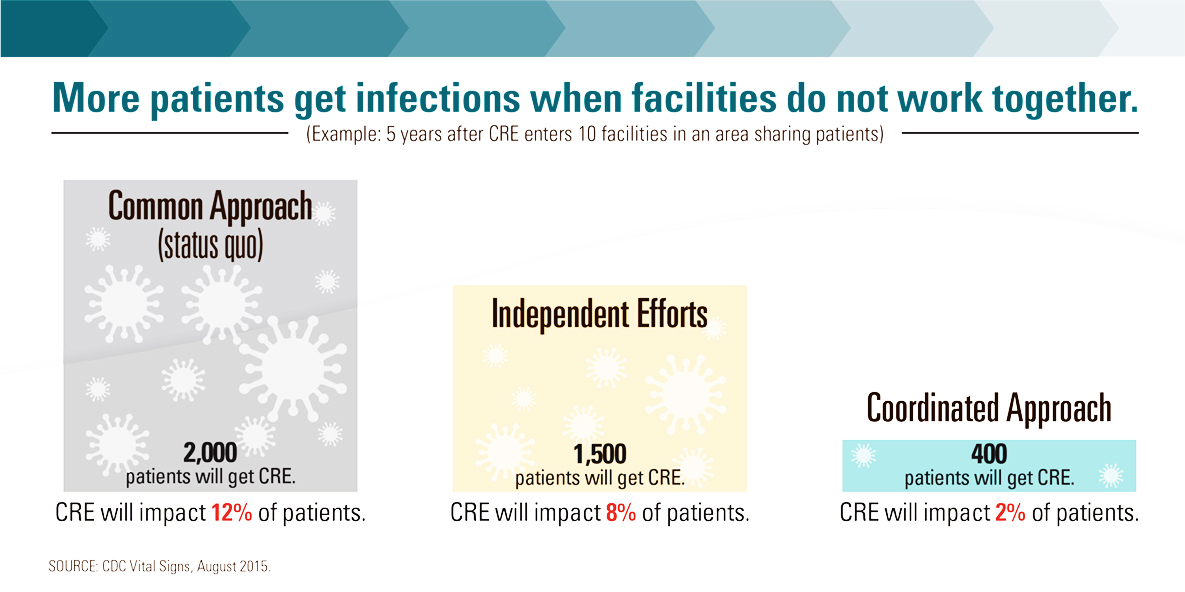 More patients get infections when facilities do not work together.
(Example: 5 years after CRE enters 10 facilities in an area sharing patients)
Common Approach
(status quo)
2,000
patients will get CRE.
CRE will impact 12% of patients.
Independent Efforts
1,500
patients will get CRE.
CRE will impact 8% of patients.
Coordinated Approach
400
patients will get CRE.
CRE will impact 2% of patients.
SOURCE: CDC Vital Signs, August 2015.